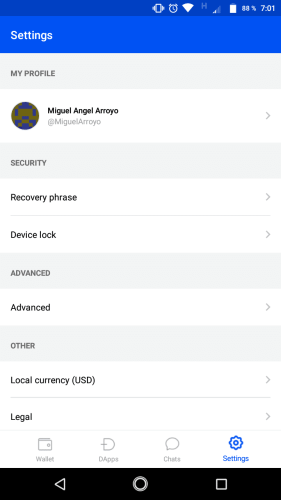 H 88 % 7:01
Settings
MY PROFILE
Miguel Angel Arroyo
@MiguelArroyo
SECURITY
Recovery phrase
Device lock
ADVANCED
Advanced
OTHER
Local currency (USD)
Legal
Wallet DApps Chats Settings